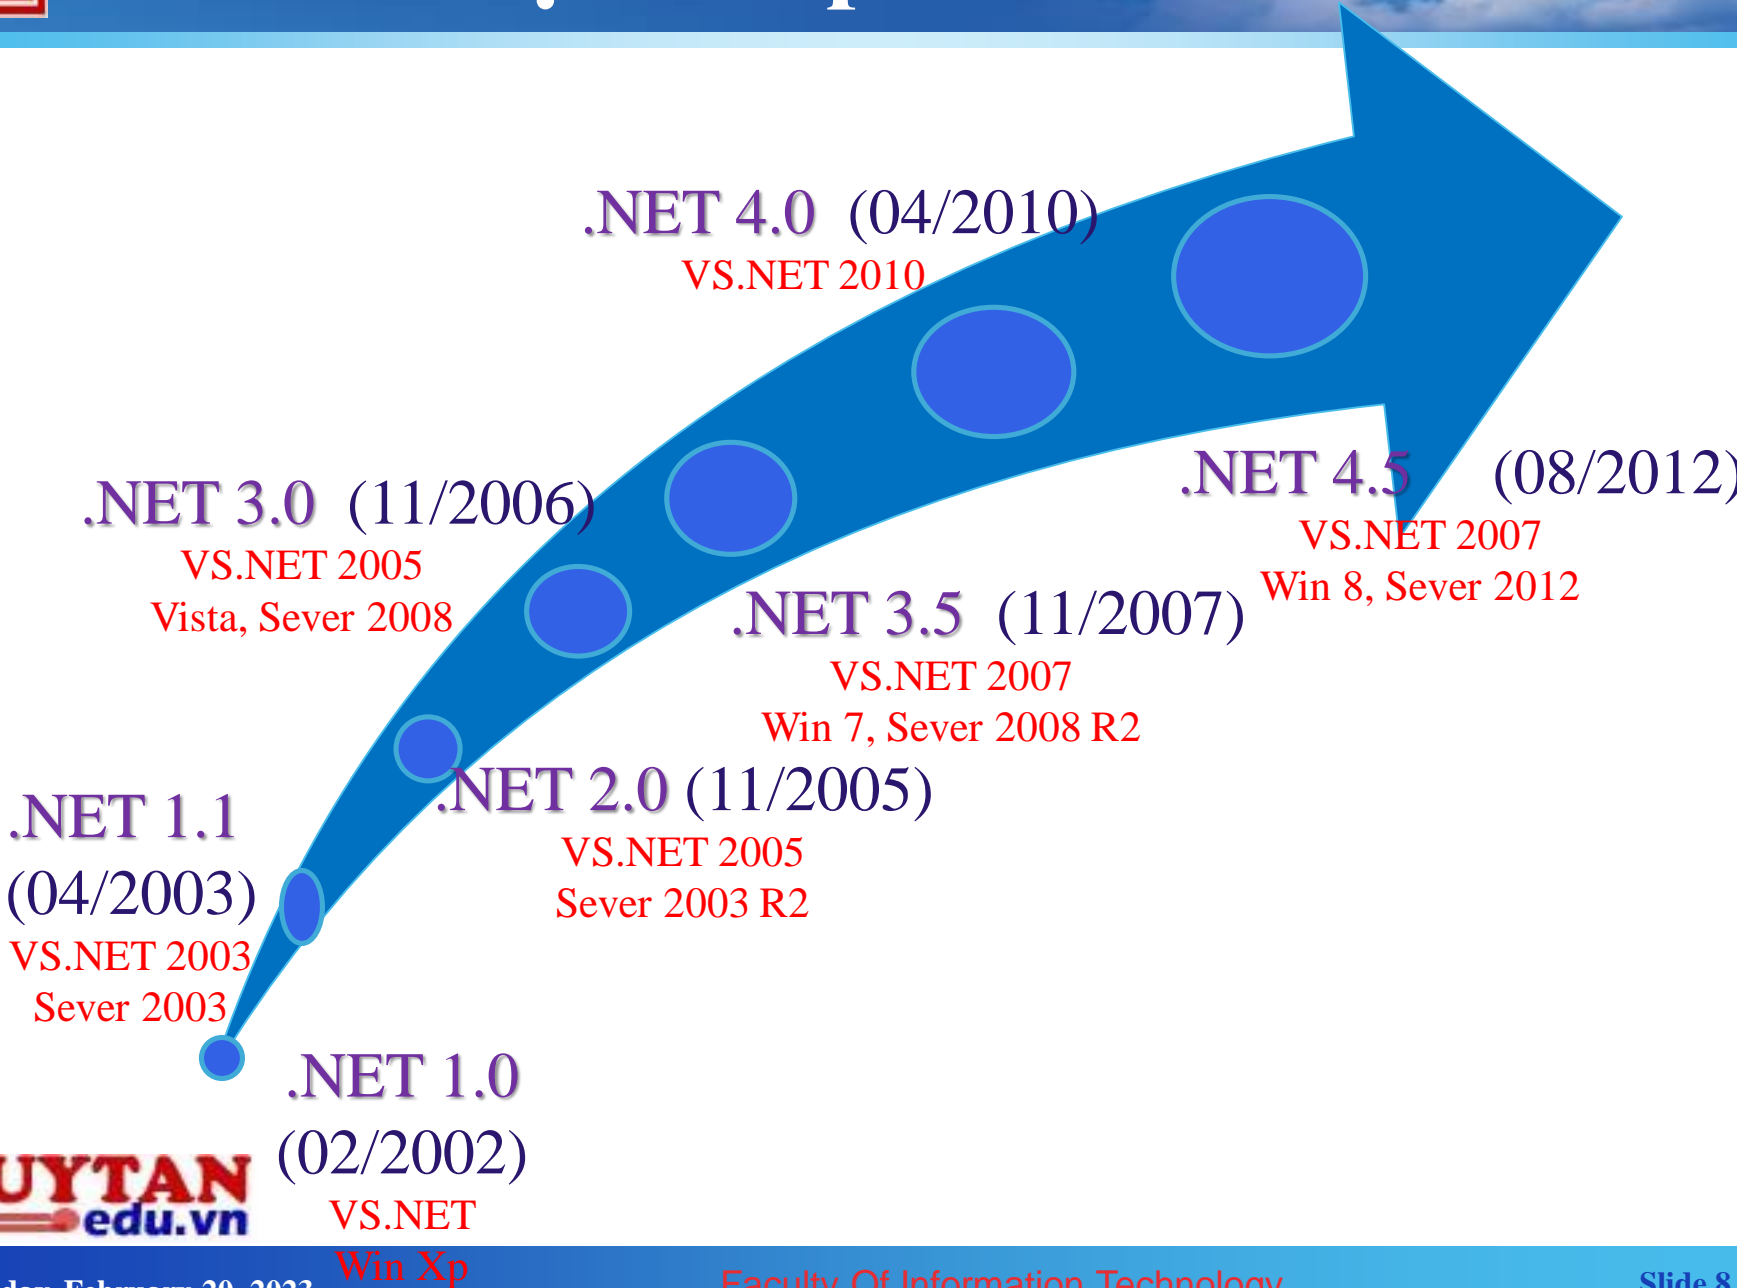 .NET 4.0 (04/2010)
VS.NET 2010
.NET 3.0 (11/2006)
VS.NET 2005
Vista, Sever 2008
.NET 4.5 (08/2012)
VS.NET 2007
Win 8, Sever 2012
.NET 3.5 (11/2007)
VS.NET 2007
Win 7, Sever 2008 R2
.NET 2.0 (11/2005)
VS.NET 2005
Sever 2003 R2
.NET 1.1
(04/2003)
VS.NET 2003
Sever 2003
.NET 1.0
(02/2002)
VS.NET
Win Xp
UYTAN
edu.vn
February 20, 2023
Faculty Of Information Technology
Slide 8